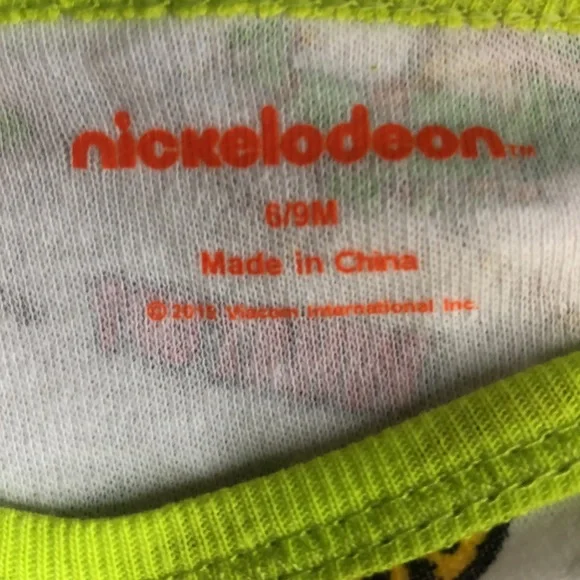 nickelodeon™
6/9M
Made in China
© Viacom International Inc.